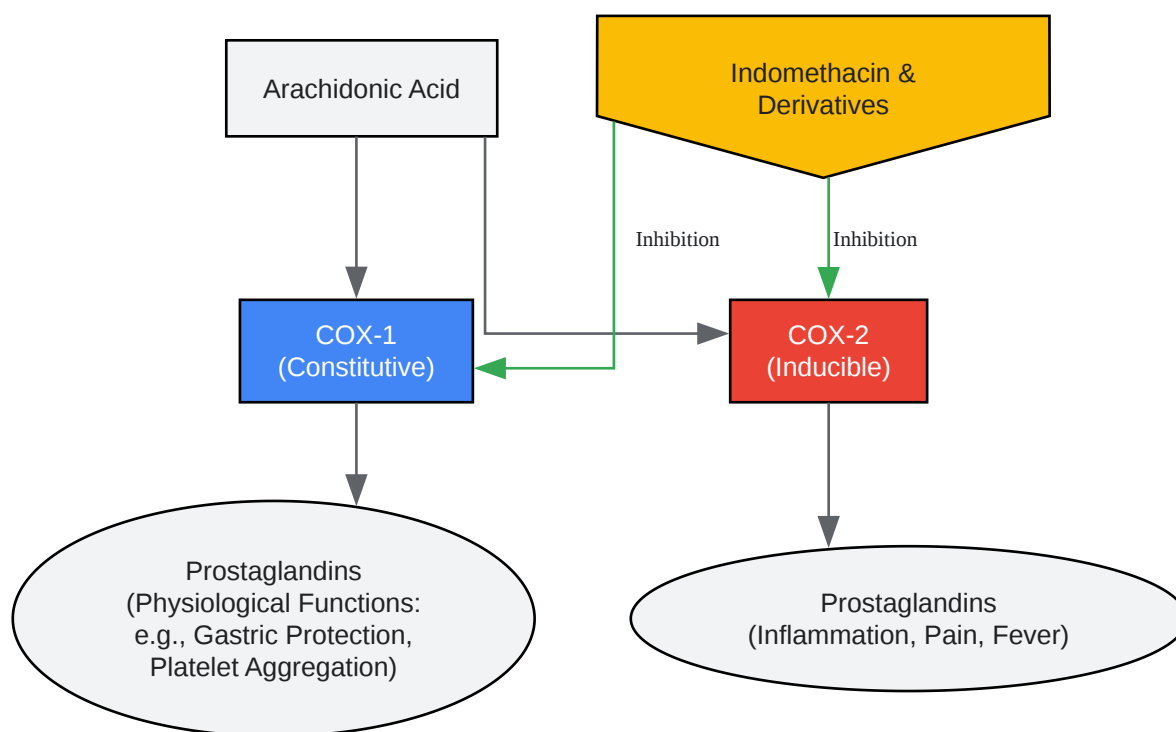 Arachidonic Acid
Indomethacin &
Derivatives
Inhibition
Inhibition
COX-1
(Constitutive)
COX-2
(Inducible)
Prostaglandins
(Physiological Functions:
e.g., Gastric Protection,
Platelet Aggregation)
Prostaglandins
(Inflammation, Pain, Fever)